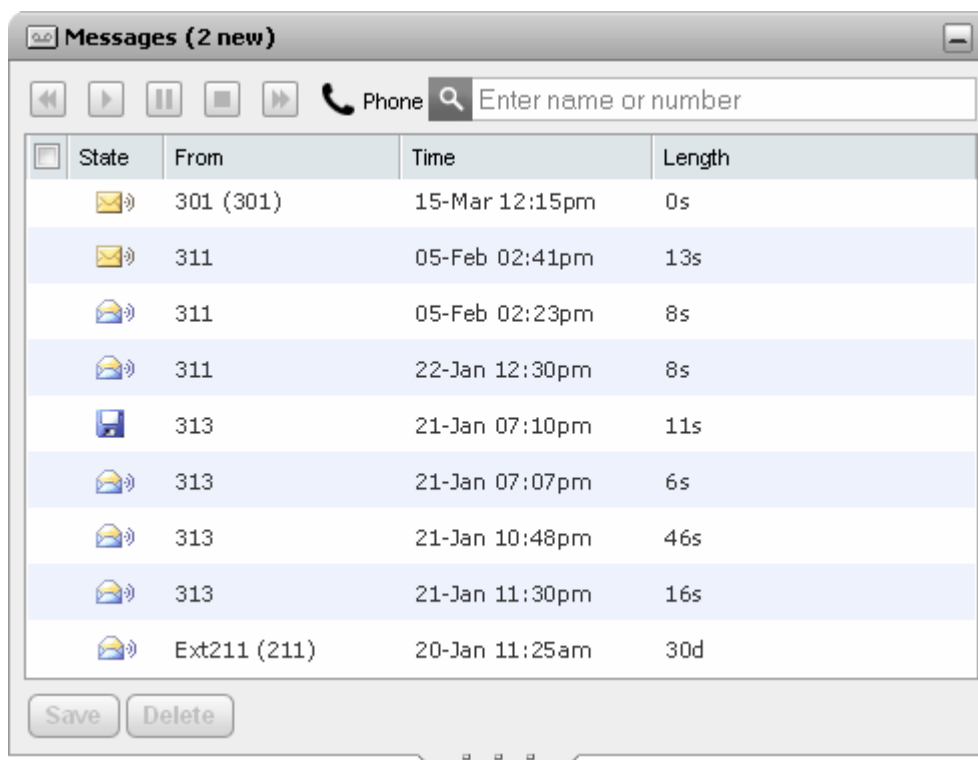 Messages (2 new)
Phone Enter name or number
State From Time Length
301 (301) 15-Mar 12:15pm 0s
311 05-Feb 02:41pm 13s
311 05-Feb 02:23pm 8s
311 22-Jan 12:30pm 8s
313 21-Jan 07:10pm 11s
313 21-Jan 07:07pm 6s
313 21-Jan 10:48pm 46s
313 21-Jan 11:30pm 16s
Ext211 (211) 20-Jan 11:25am 30d
Save Delete